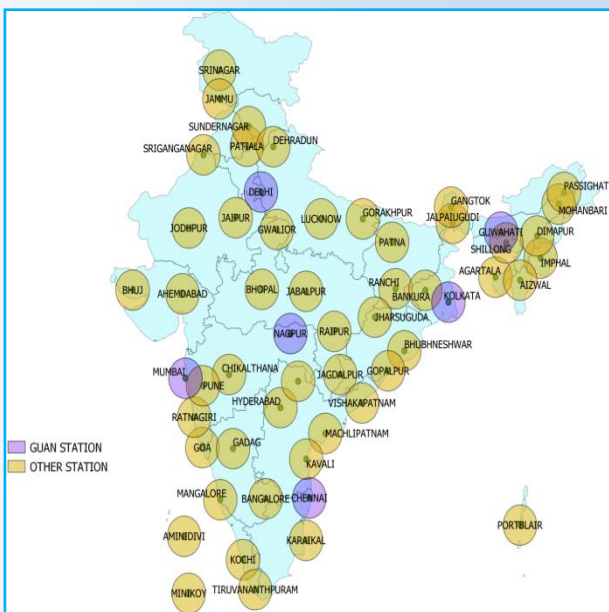 SRINAGAR
JAMMU
SUNDERNAGAR
PATIALA
DEHRADUN
SRIGANGANAGAR
DELHI
PASSIGHAT
GANGTOK
MOHANBARI
JAIPUR
LUCKNOW
GORAKHPUR
JALPAIUGUDI
JODHPUR
GWALIOR
GUWAHATI
DIMAPUR
PATNA
SHILLONG
IMPHAL
AGARTALA
RANCHI
BHUJ
AHEMDABAD
BHOPAL
JABALPUR
AIZWAL
BANKURA
KOLKATA
JHARSUGUDA
NAGPUR
RAIPUR
BHUBHNESHWAR
MUMBAI
CHIKALTHANA
GOPALPUR
JAGDALPUR
PUNE
HYDERABAD
VISHAKAPATNAM
RATNAGIRI
MACHLIPATNAM
GUAN STATION
GOA
GADAG
OTHER STATION
KAVALI
MANGALORE
BANGALORE
CHENNAI
PORTBLAIR
AMINIDIVI
KARAIKAL
KOCHI
TIRUVANANTHPURAM
MINIKOY